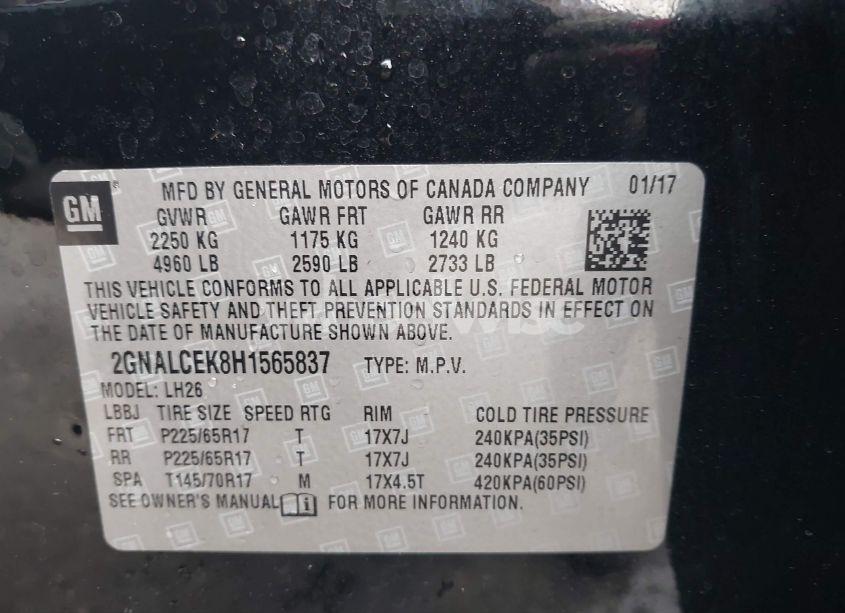 GM
MFD BY GENERAL MOTORS OF CANADA COMPANY 01/17
GVWR GAWR FRT GAWR RR
2250 KG 1175 KG 1240 KG
4960 LB 2590 LB 2733 LB
THIS VEHICLE CONFORMS TO ALL APPLICABLE U.S. FEDERAL MOTOR
VEHICLE SAFETY AND THEFT PREVENTION STANDARDS IN EFFECT ON
THE DATE OF MANUFACTURE SHOWN ABOVE.
2GNALCEK8H1565837 TYPE: M.P.V.
MODEL: LH26
LBBJ TIRE SIZE SPEED RTG RIM COLD TIRE PRESSURE
FRT P225/65R17 T 17X7J 240KPA(35PSI)
RR P225/65R17 T 17X7J 240KPA(35PSI)
SPA T145/70R17 M 17X4.5T 420KPA(60PSI)
SEE OWNER'S MANUAL i FOR MORE INFORMATION.